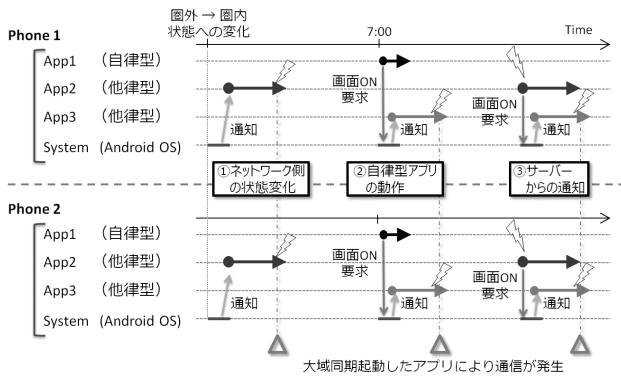 圏外 → 圏内
状態への変化
7:00
Time
Phone 1
App1 (自律型)
App2 (他律型)
App3 (他律型)
System (Android OS)
通知
画面ON
要求
通知
画面ON
要求
通知
①ネットワーク側
の状態変化
②自律型アプリ
の動作
③サーバー
からの通知
Phone 2
App1 (自律型)
App2 (他律型)
App3 (他律型)
System (Android OS)
通知
画面ON
要求
通知
画面ON
要求
通知
大域同期起動したアプリにより通信が発生